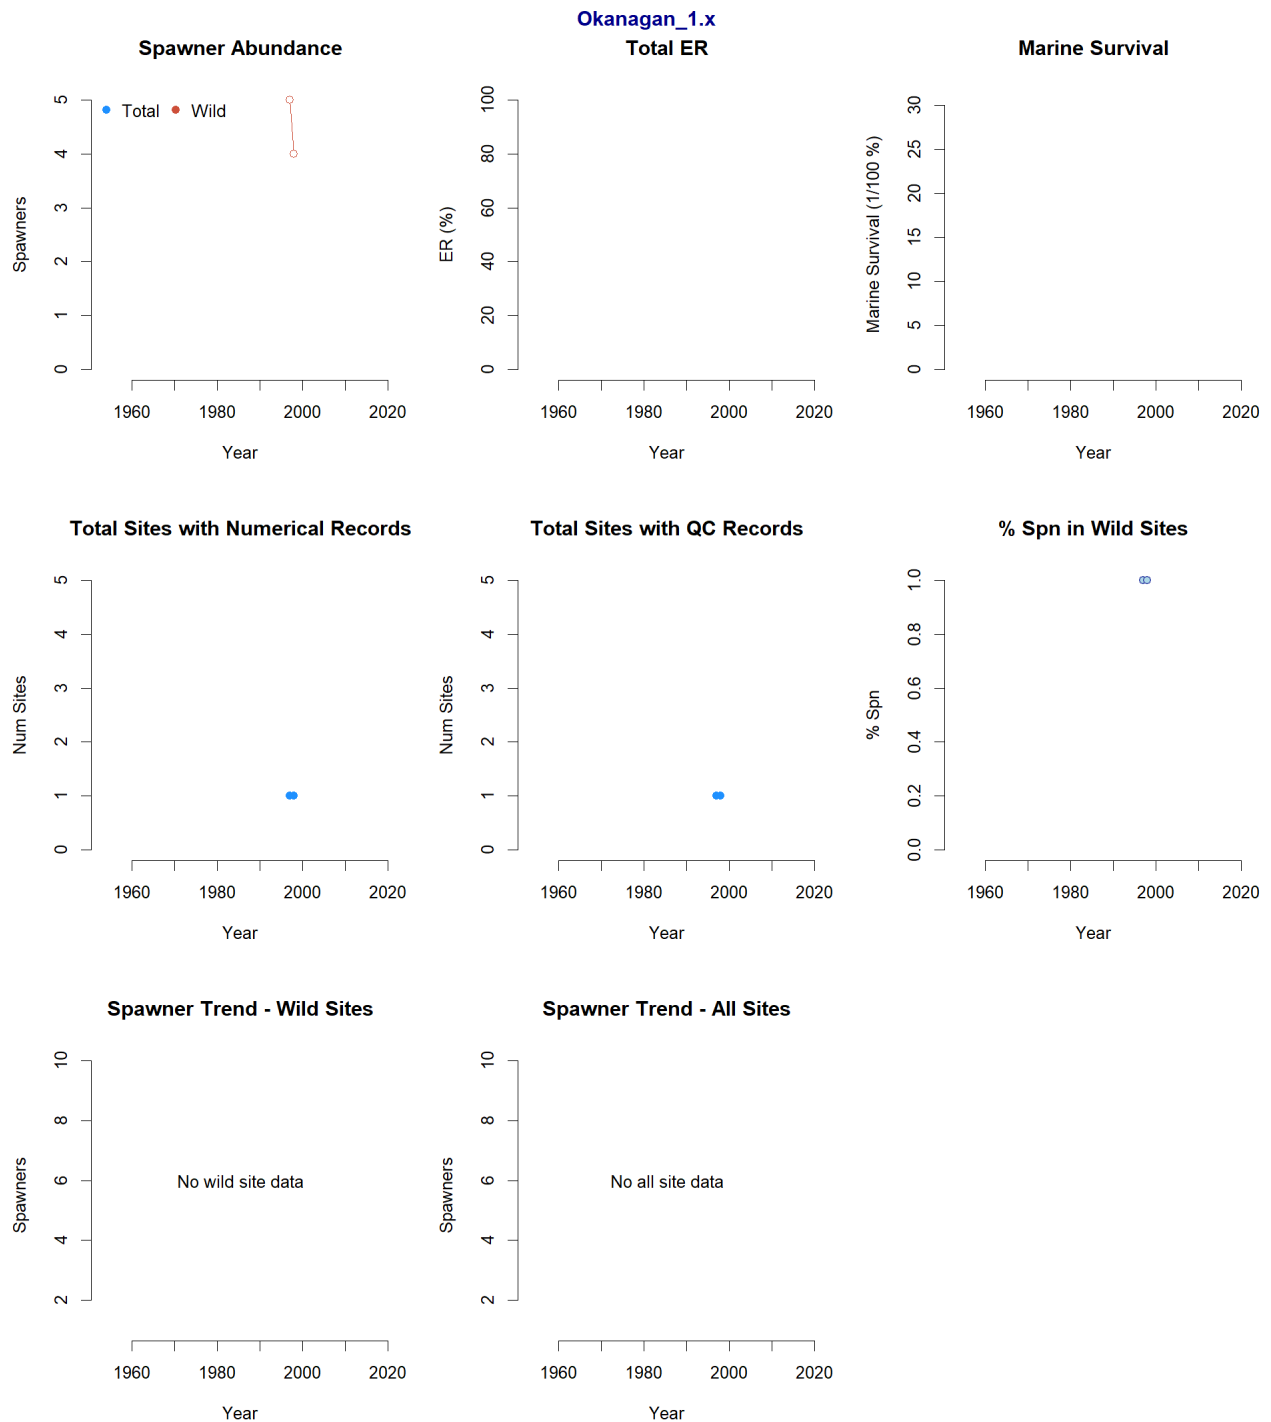 Okanagan_1.x
Spawner Abundance
Total
Wild
5
4
3
2
1
0
Spawners
1960 1980 2000 2020
Year
Total ER
100
80
60
40
20
0
ER (%)
1960 1980 2000 2020
Year
Marine Survival
30
25
20
15
10
5
0
Marine Survival (1/100 %)
1960 1980 2000 2020
Year
Total Sites with Numerical Records
5
4
3
2
1
0
Num Sites
1960 1980 2000 2020
Year
Total Sites with QC Records
5
4
3
2
1
0
Num Sites
1960 1980 2000 2020
Year
% Spn in Wild Sites
1.0
0.8
0.6
0.4
0.2
0.0
% Spn
1960 1980 2000 2020
Year
Spawner Trend - Wild Sites
10
8
6
4
2
Spawners
No wild site data
1960 1980 2000 2020
Year
Spawner Trend - All Sites
10
8
6
4
2
Spawners
No all site data
1960 1980 2000 2020
Year